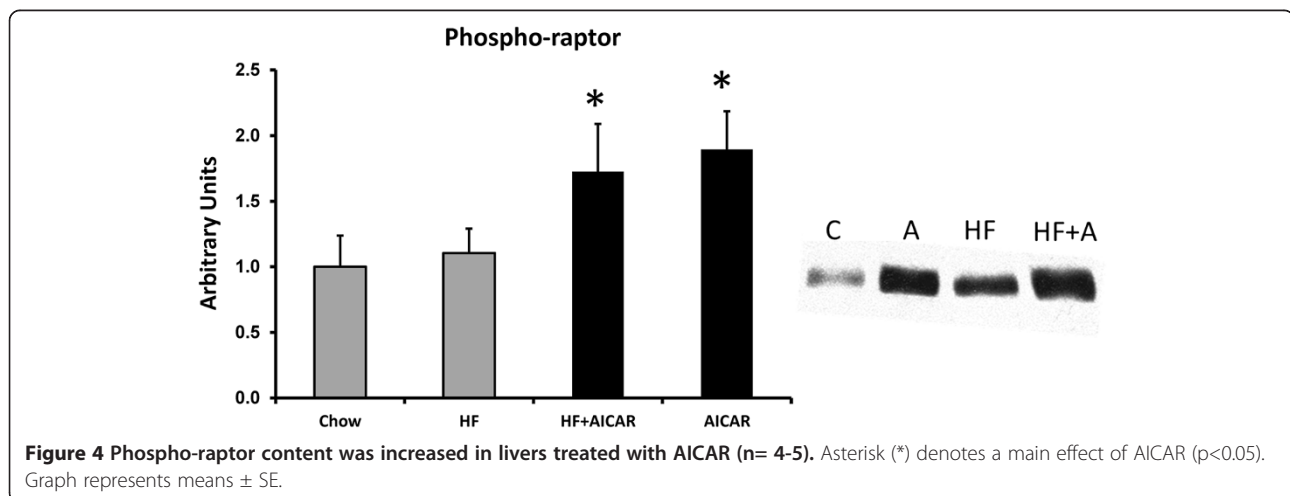 Phospho-raptor
Arbitrary Units
2.5
2.0
1.5
1.0
0.5
0.0
* *
Chow HF HF+AICAR AICAR
C A HF HF+A
Figure 4 Phospho-raptor content was increased in livers treated with AICAR (n= 4-5). Asterisk (*) denotes a main effect of AICAR (p<0.05).
Graph represents means ± SE.